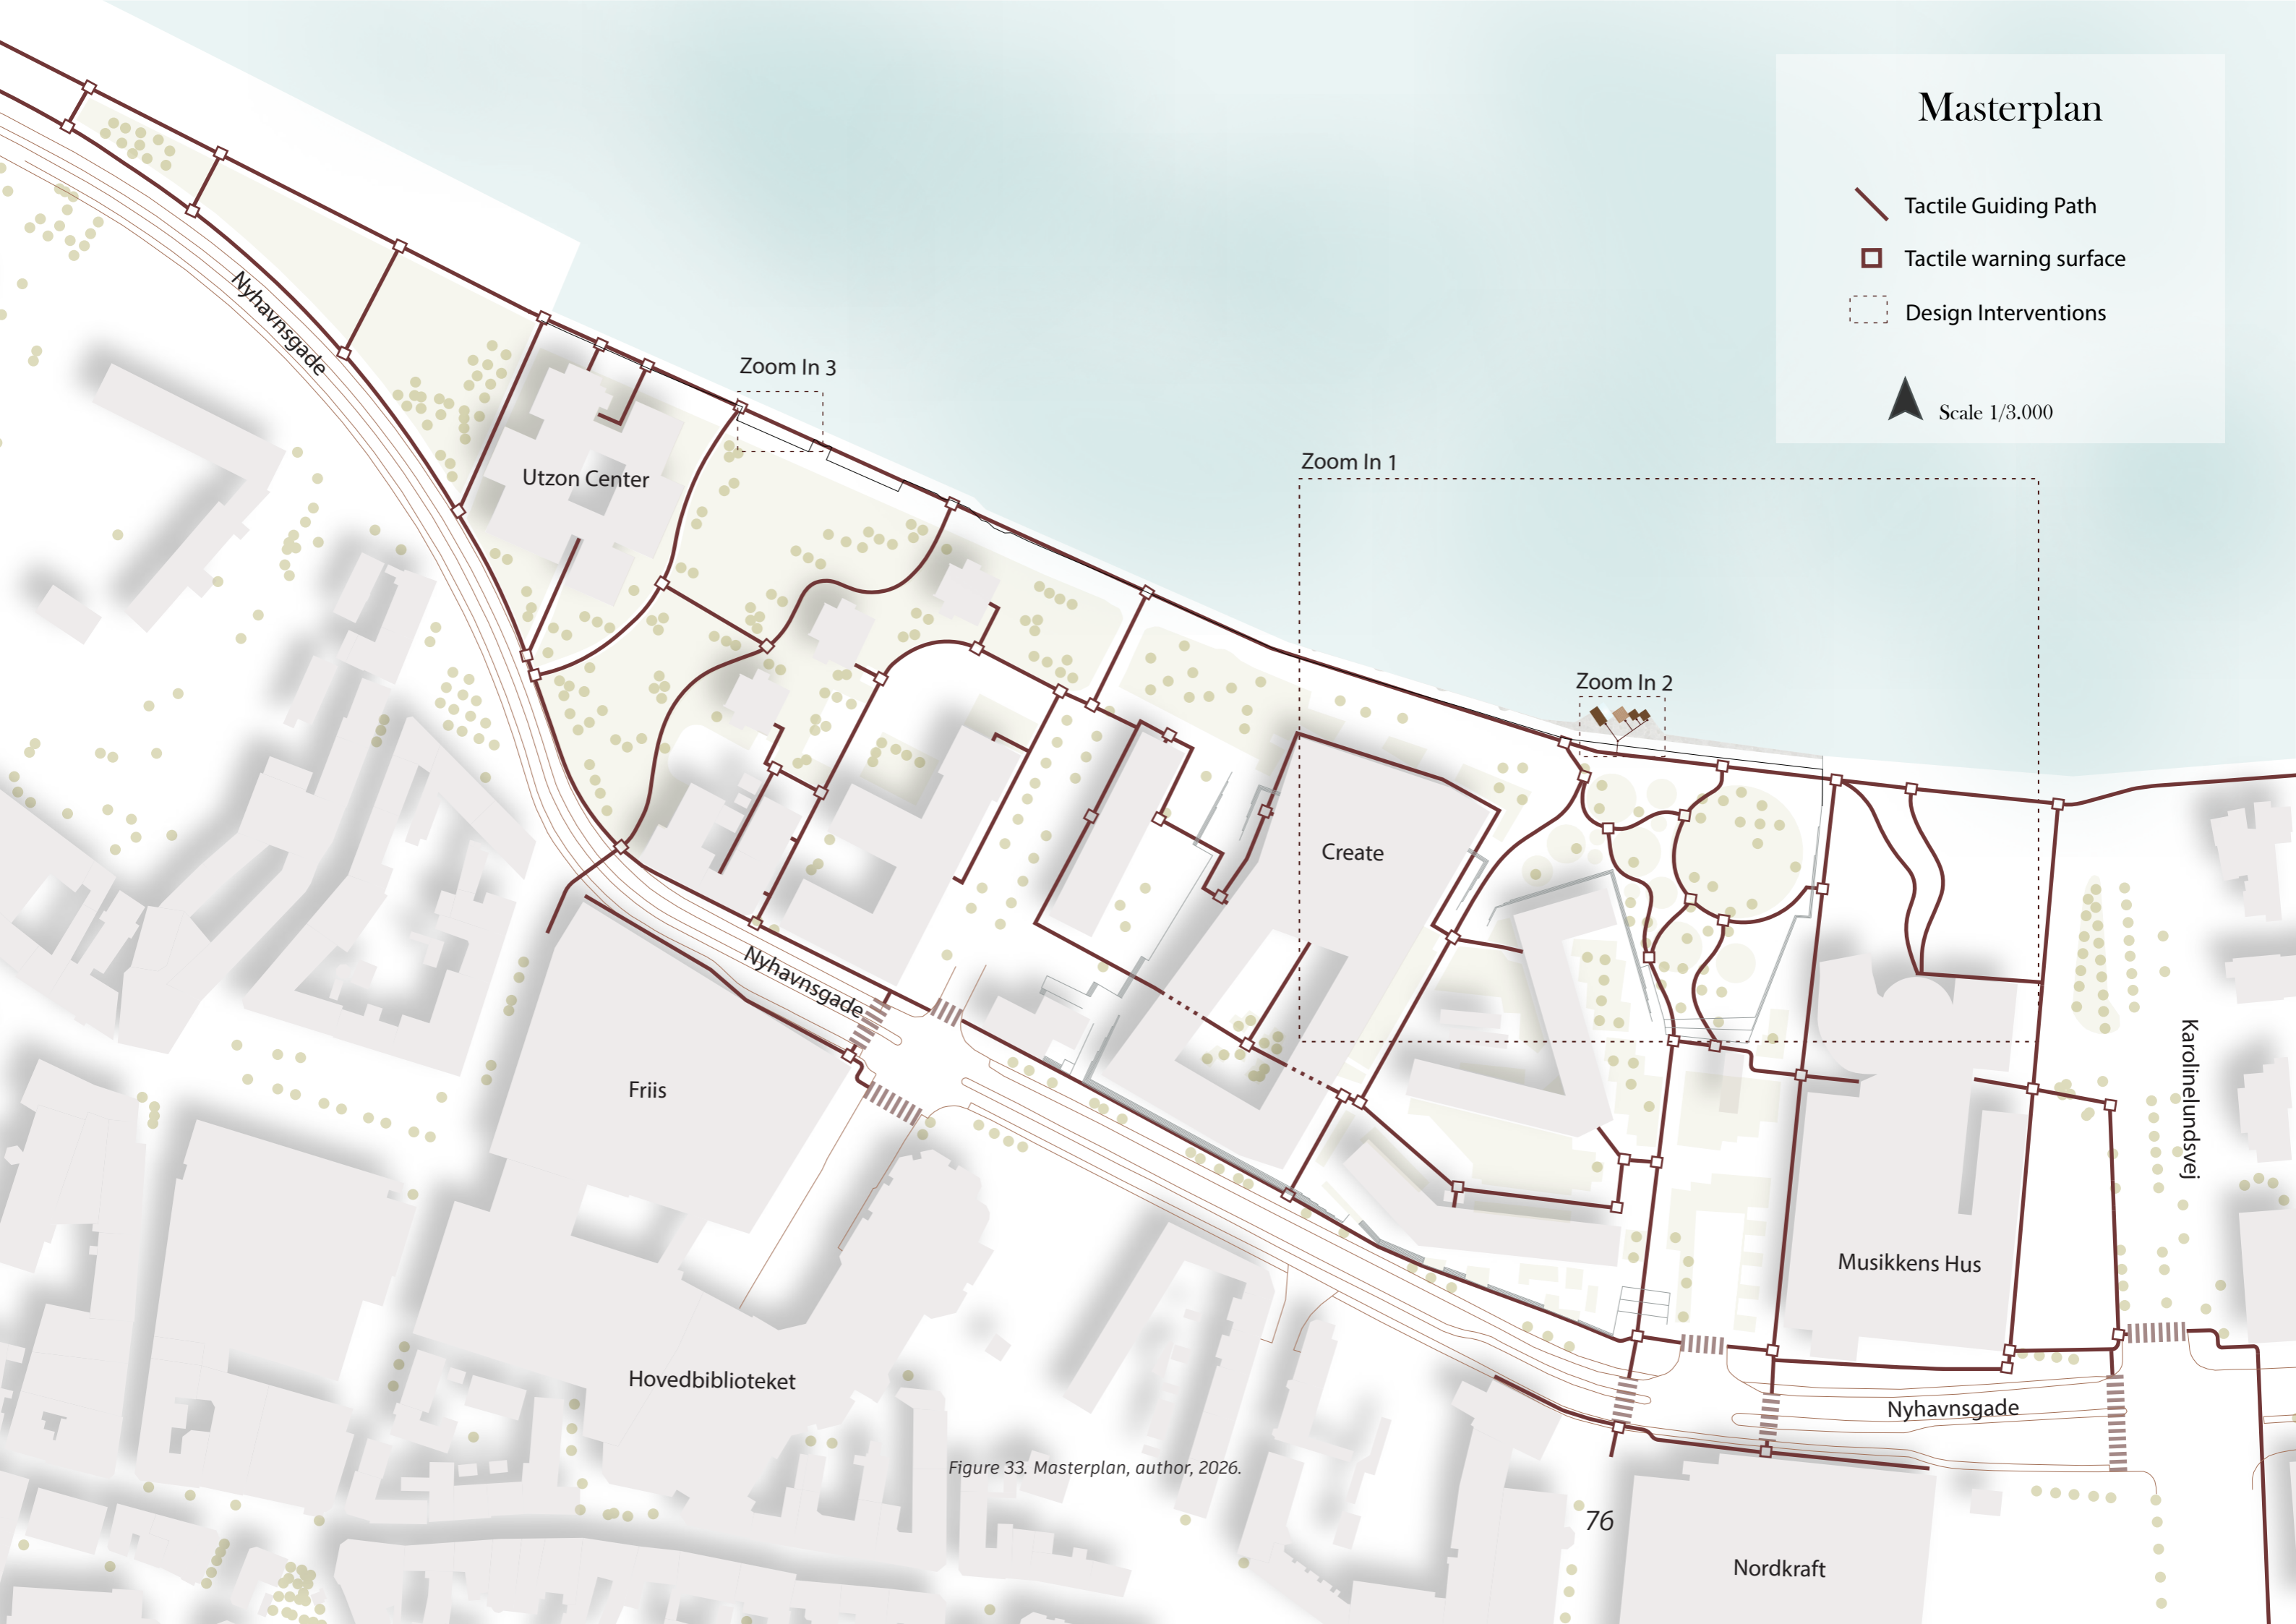 Masterplan
Tactile Guiding Path
Tactile warning surface
Design Interventions
Scale 1/3.000
Nyhavnsgade
Zoom In 3
Utzon Center
Zoom In 1
Zoom In 2
Create
Nyhavnsgade
Friis
Karolinelundsvej
Musikkens Hus
Hovedbiblioteket
Nyhavnsgade
Figure 33. Masterplan, author, 2026.
76
Nordkraft